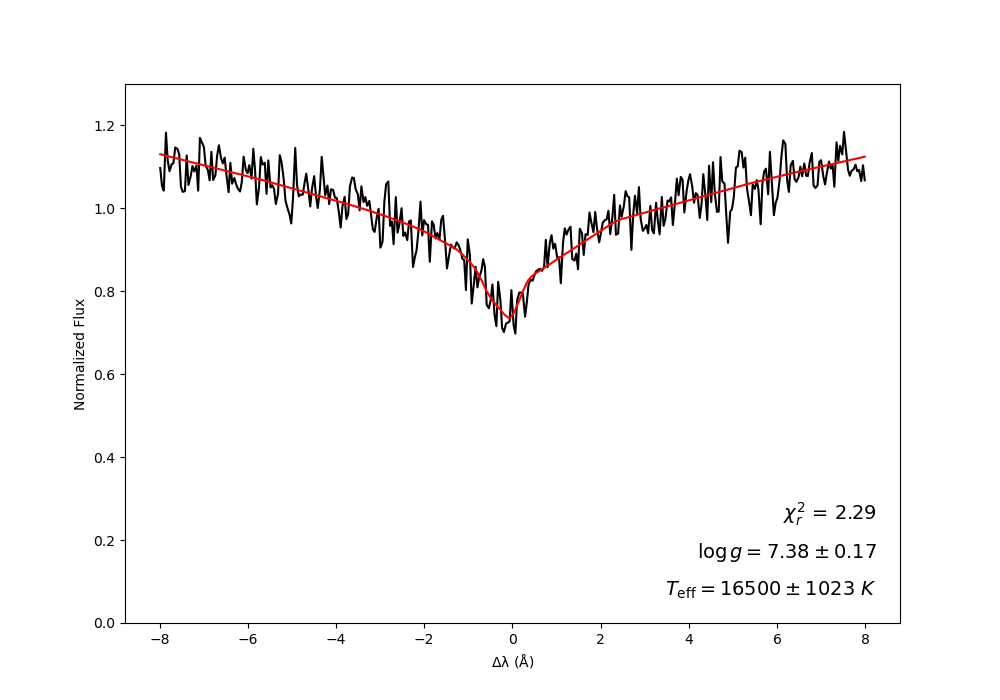 1.2
1.0
0.8
0.6
0.4
0.2
0.0
Normalized Flux
χ²ᵣ = 2.29
log g = 7.38 ± 0.17
T_eff = 16500 ± 1023 K
−8 −6 −4 −2 0 2 4 6 8
Δλ (Å)